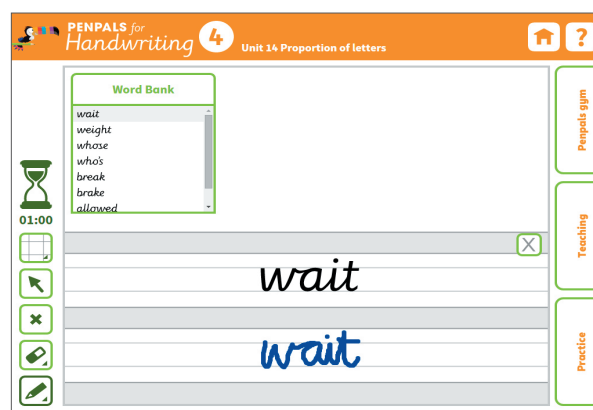 PENPALS for
Handwriting 4 Unit 14 Proportion of letters
?
Word Bank
wait
weight
whose
who's
break
brake
allowed
01:00
X
wait
wait
Penpals gym
Teaching
Practice